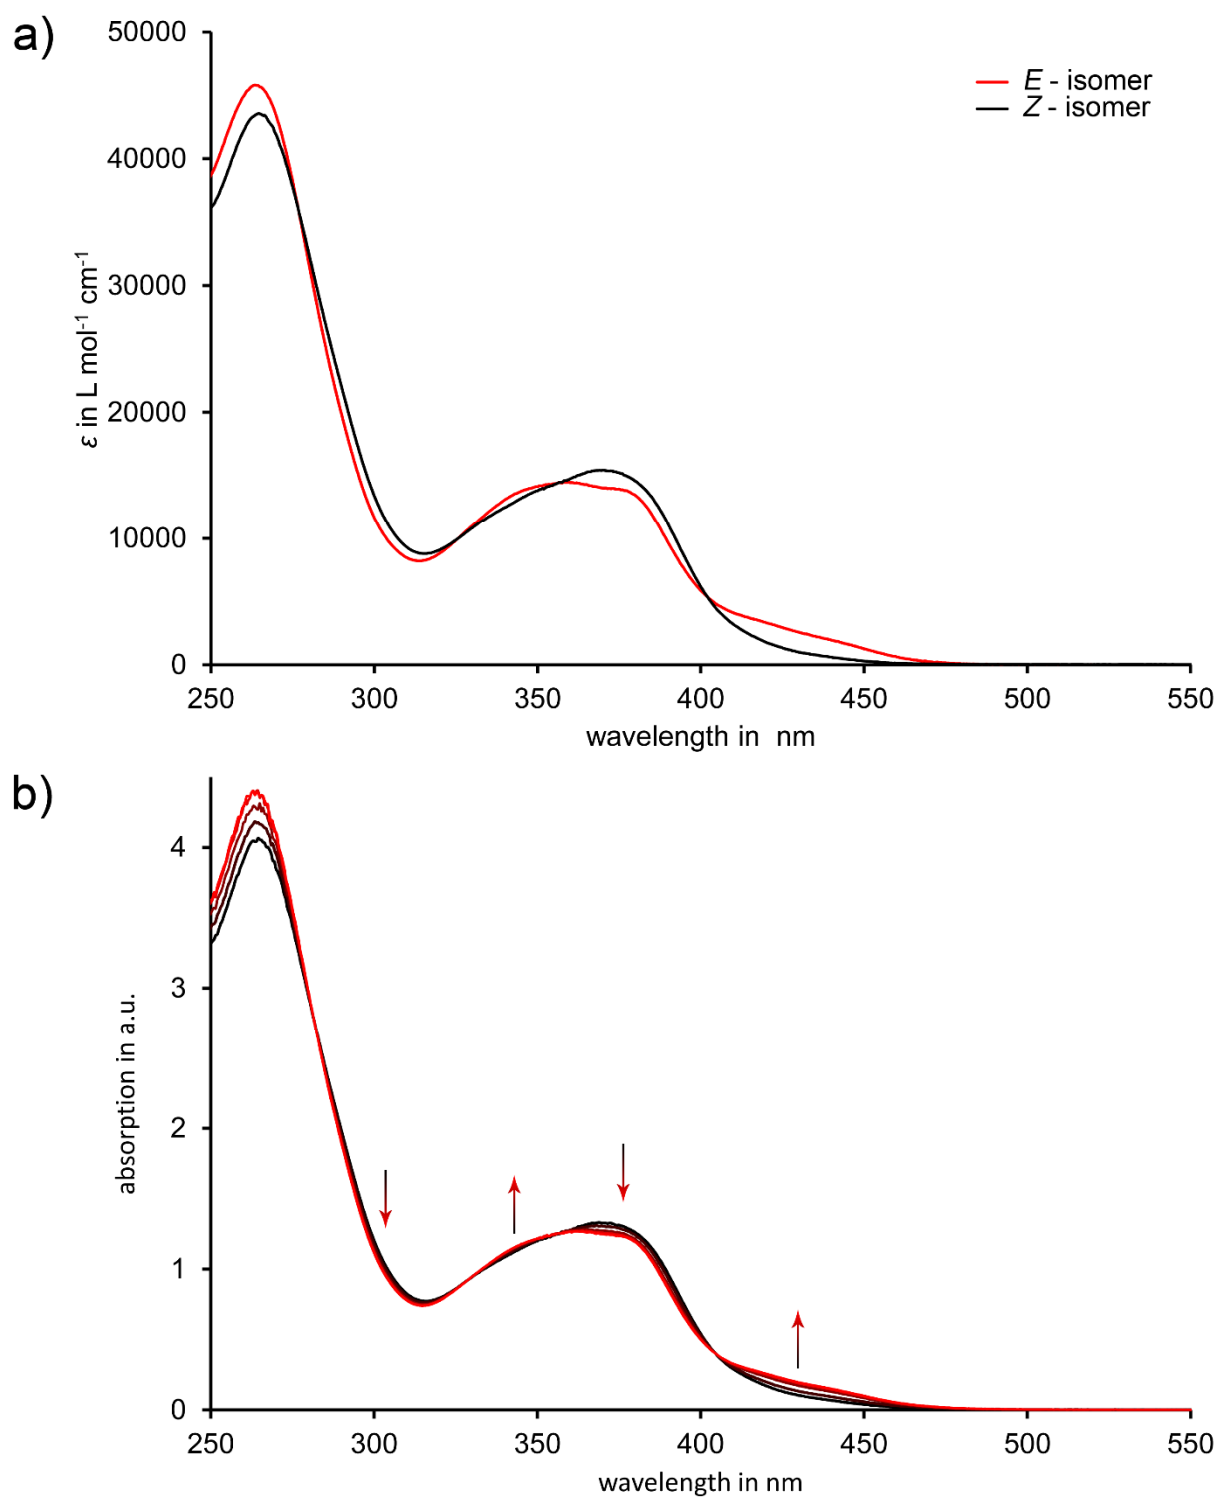 a)
50000
40000
30000
20000
10000
0
ε in L mol⁻¹ cm⁻¹
E - isomer
Z - isomer
250 300 350 400 450 500 550
wavelength in  nm
b)
4
3
2
1
0
absorption in a.u.
250 300 350 400 450 500 550
wavelength in nm